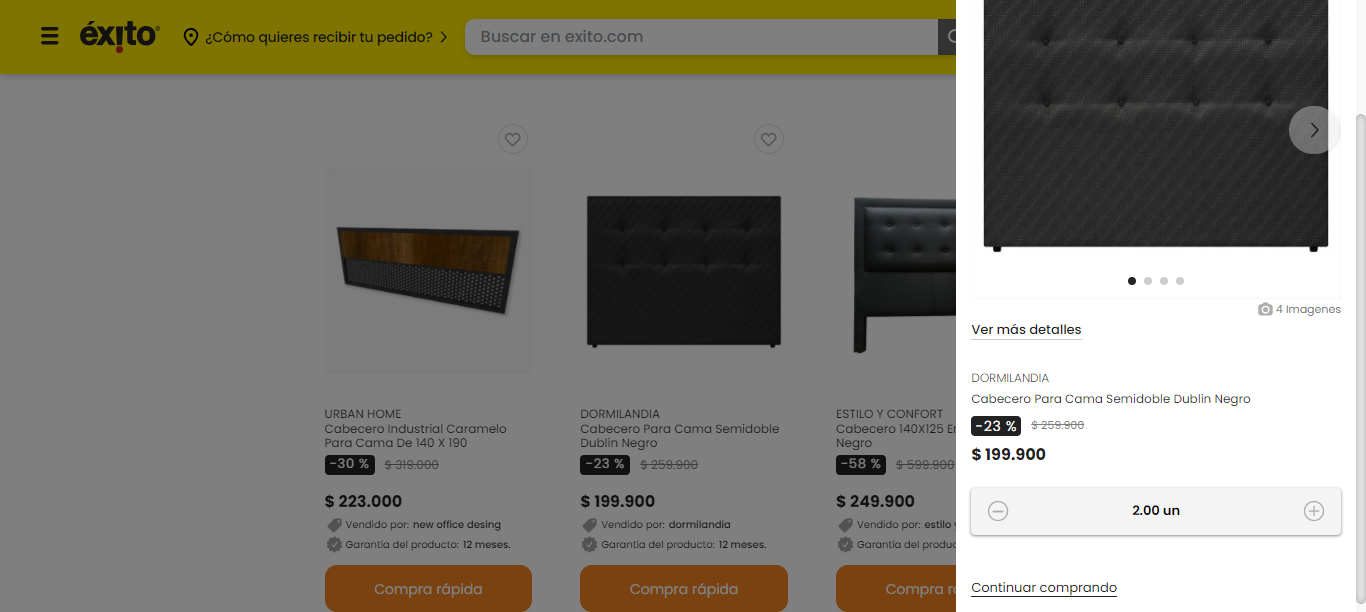 éxito
¿Cómo quieres recibir tu pedido?
Buscar en exito.com
URBAN HOME
Cabecero Industrial Caramelo
Para Cama De 140 X 190
-30 % $ 319.000
$ 223.000
Vendido por: new office desing
Garantía del producto: 12 meses.
Compra rápida
DORMILANDIA
Cabecero Para Cama Semidoble
Dublin Negro
-23 % $ 259.900
$ 199.900
Vendido por: dormilandia
Garantía del producto: 12 meses.
Compra rápida
ESTILO Y CONFORT
Cabecero 140X125 E
Negro
-58 % $ 599.900
$ 249.900
Vendido por: estilo
Garantía del produc
Compra r
4 Imagenes
Ver más detalles
DORMILANDIA
Cabecero Para Cama Semidoble Dublin Negro
-23 % $ 259.900
$ 199.900
2.00 un
Continuar comprando